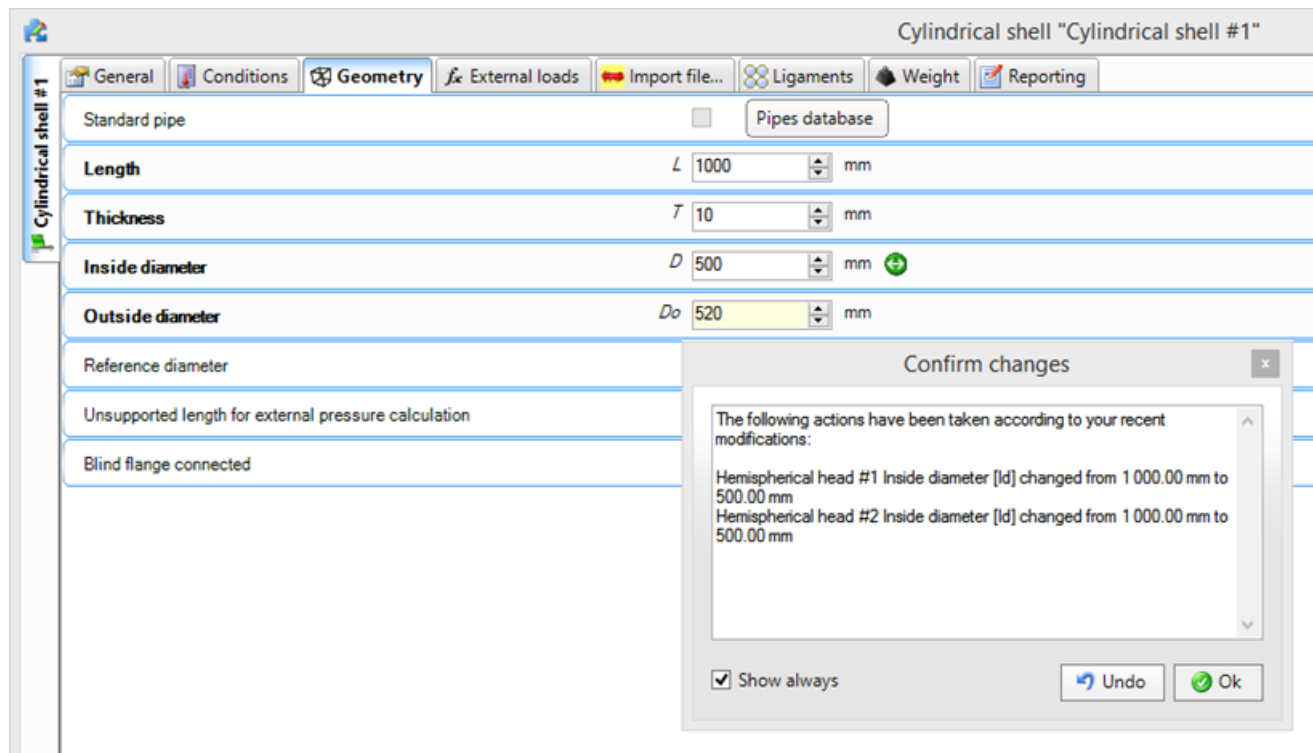 Cylindrical shell "Cylindrical shell #1"
Cylindrical shell #1
General Conditions Geometry fx External loads Import file... Ligaments Weight Reporting
Standard pipe Pipes database
Length L 1000 mm
Thickness T 10 mm
Inside diameter D 500 mm
Outside diameter Do 520 mm
Reference diameter
Unsupported length for external pressure calculation
Blind flange connected
Confirm changes x
The following actions have been taken according to your recent
modifications:
Hemispherical head #1 Inside diameter [Id] changed from 1 000.00 mm to
500.00 mm
Hemispherical head #2 Inside diameter [Id] changed from 1 000.00 mm to
500.00 mm
Show always Undo Ok